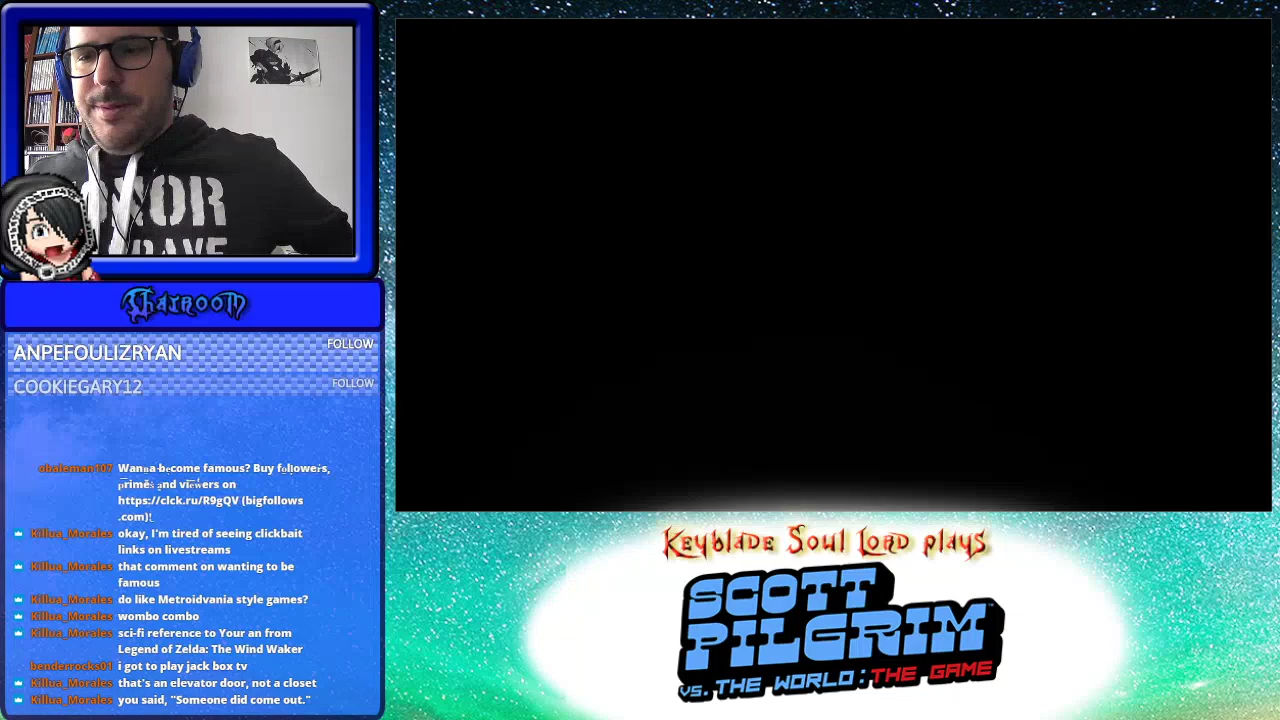 HONOR
GRAVE
Chatroom
ANPEFOULIZRYAN FOLLOW
COOKIEGARY12 FOLLOW
obaleman107 Wanna become famous? Buy followers,
primes and viewers on
https://clck.ru/R9gQV (bigfollows
.com)!
Killua_Morales okay, I'm tired of seeing clickbait
links on livestreams
Killua_Morales that comment on wanting to be
famous
Killua_Morales do like Metroidvania style games?
Killua_Morales wombo combo
Killua_Morales sci-fi reference to Your an from
Legend of Zelda: The Wind Waker
benderrocks01 i got to play jack box tv
Killua_Morales that's an elevator door, not a closet
Killua_Morales you said, "Someone did come out."
Keyblade Soul Lord plays
SCOTT
PILGRIM™
VS. THE WORLD: THE GAME